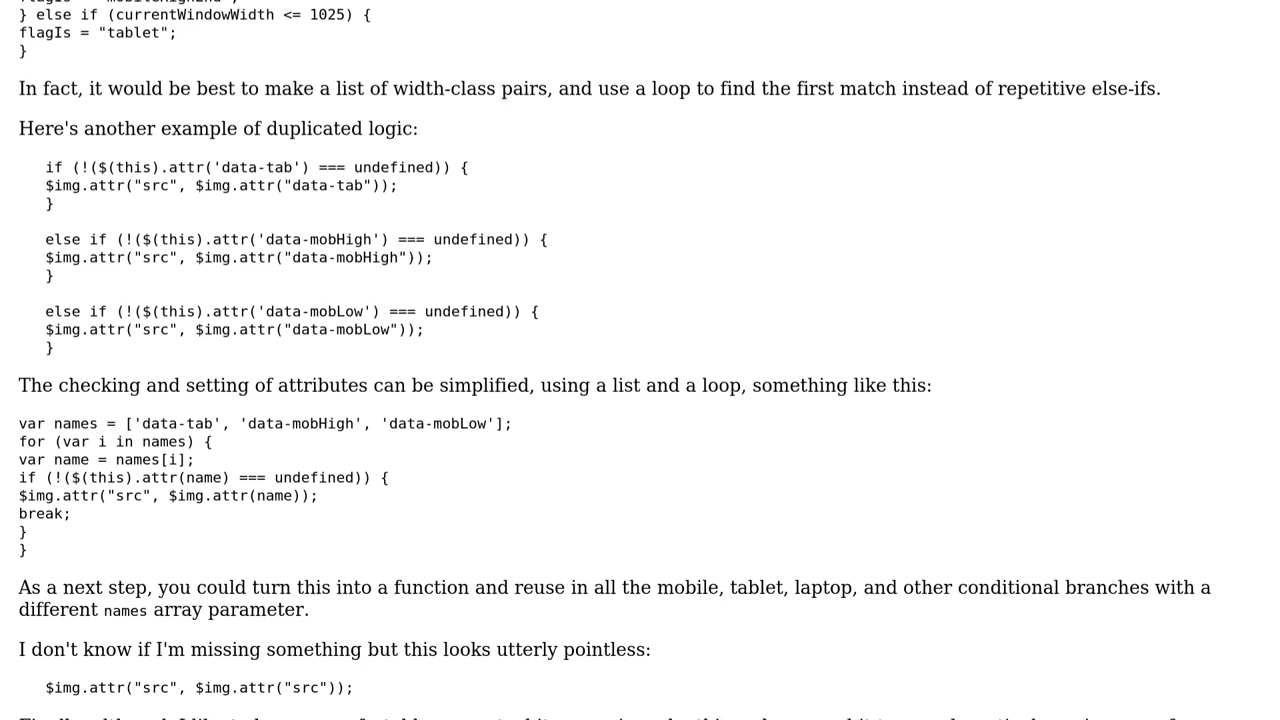 } else if (currentWindowWidth <= 1025) {
flagIs = "tablet";
}
In fact, it would be best to make a list of width-class pairs, and use a loop to find the first match instead of repetitive else-ifs.
Here's another example of duplicated logic:
if (!($(this).attr('data-tab') === undefined)) {
$img.attr("src", $img.attr("data-tab"));
}
else if (!($(this).attr('data-mobHigh') === undefined)) {
$img.attr("src", $img.attr("data-mobHigh"));
}
else if (!($(this).attr('data-mobLow') === undefined)) {
$img.attr("src", $img.attr("data-mobLow"));
}
The checking and setting of attributes can be simplified, using a list and a loop, something like this:
var names = ['data-tab', 'data-mobHigh', 'data-mobLow'];
for (var i in names) {
var name = names[i];
if (!($(this).attr(name) === undefined)) {
$img.attr("src", $img.attr(name));
break;
}
}
As a next step, you could turn this into a function and reuse in all the mobile, tablet, laptop, and other conditional branches with a
different names array parameter.
I don't know if I'm missing something but this looks utterly pointless:
$img.attr("src", $img.attr("src"));